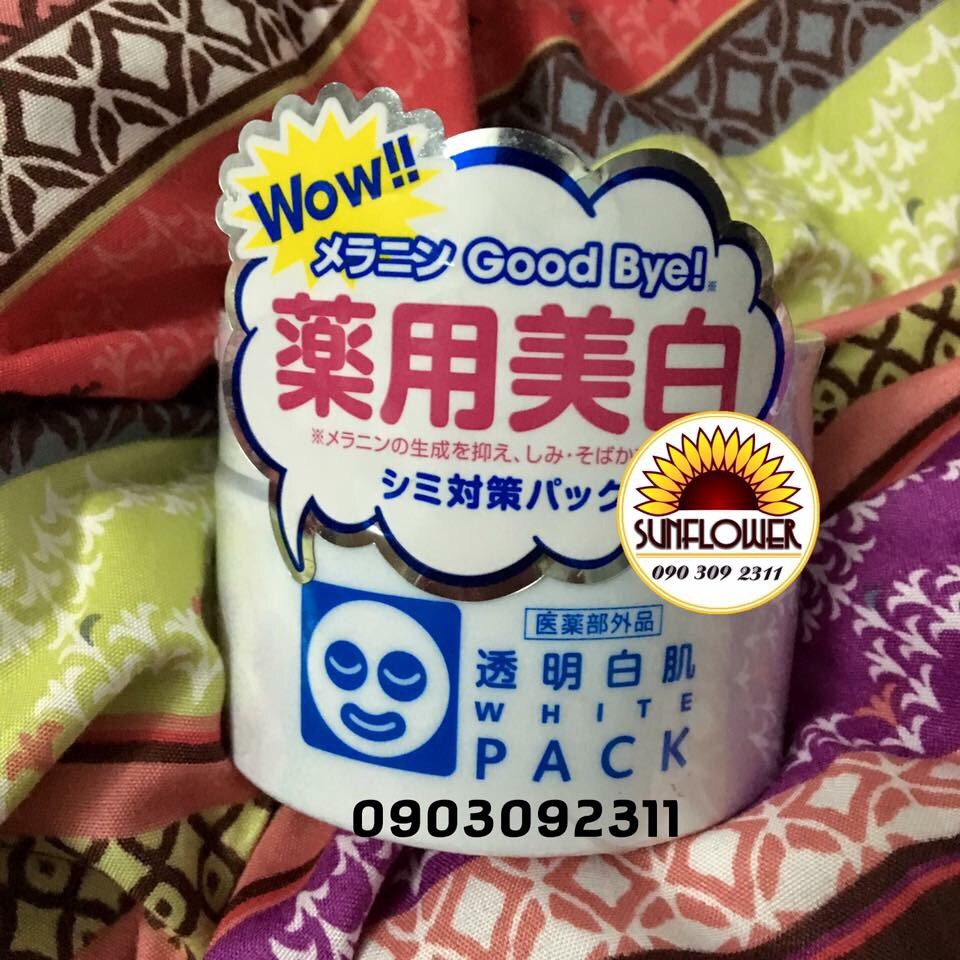 Wow!!
メラニン Good Bye!※
薬用美白
※メラニンの生成を抑え、しみ・そばか
シミ対策パック
SUNFLOWER
090 309 2311
医薬部外品
透明白肌
WHITE
PACK
0903092311